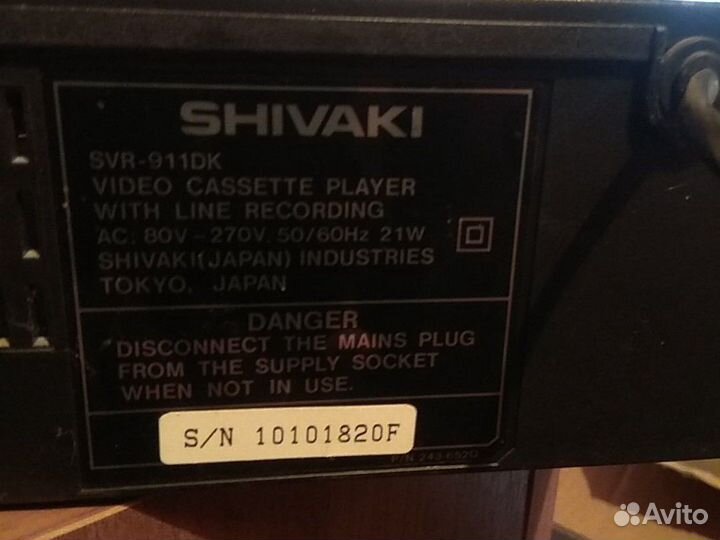 SHIVAKI
SVR-911DK
VIDEO CASSETTE PLAYER
WITH LINE RECORDING
AC: 80V-270V, 50/60Hz 21W
SHIVAKI(JAPAN) INDUSTRIES
TOKYO, JAPAN
DANGER
DISCONNECT THE MAINS PLUG
FROM THE SUPPLY SOCKET
WHEN NOT IN USE.
S/N 10101820F
P/N
Avito